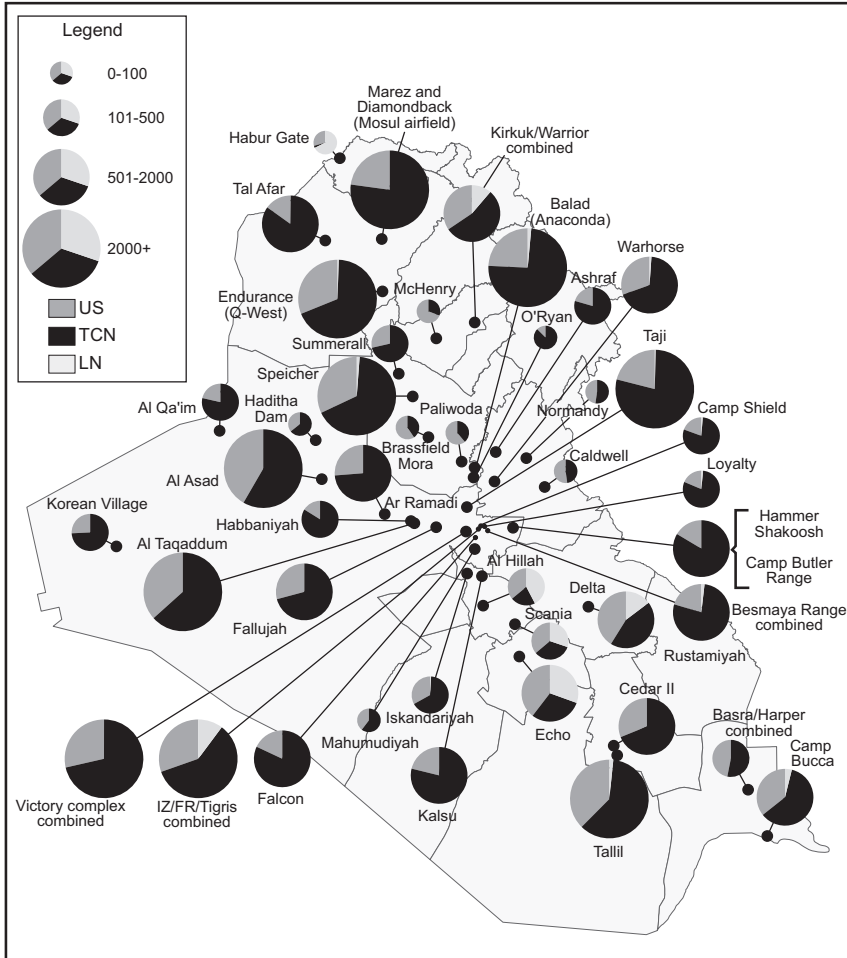 Legend
0-100
101-500
501-2000
2000+
US
TCN
LN
Marez and
Diamondback
(Mosul airfield)
Habur Gate
Kirkuk/Warrior
combined
Tal Afar
Balad
(Anaconda)
Warhorse
Ashraf
Endurance
(Q-West)
McHenry
O'Ryan
Summerall
Taji
Speicher
Al Qa'im
Haditha
Dam
Paliwoda
Normandy
Camp Shield
Brassfield
Mora
Caldwell
Al Asad
Loyalty
Ar Ramadi
Korean Village
Habbaniyah
Hammer
Shakoosh
Camp Butler
Range
Al Taqaddum
Al Hillah
Delta
Besmaya Range
combined
Fallujah
Scania
Rustamiyah
Cedar II
Iskandariyah
Echo
Basra/Harper
combined
Mahumudiyah
Camp
Bucca
Victory complex
combined
IZ/FR/Tigris
combined
Falcon
Kalsu
Tallil